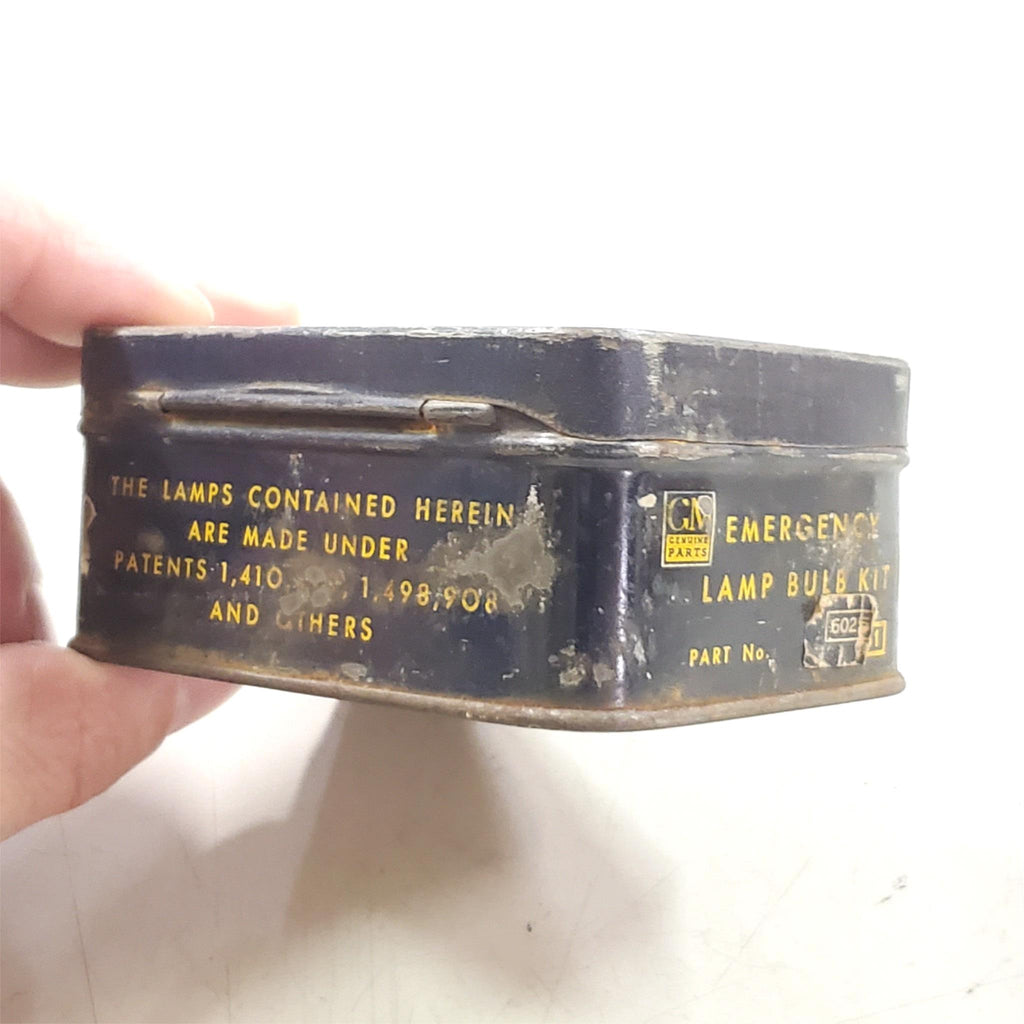 THE LAMPS CONTAINED HEREIN
ARE MADE UNDER
PATENTS 1,410 1,498,908
AND OTHERS
GM
GENUINE
PARTS
EMERGENCY
LAMP BULB KIT
PART No.
602